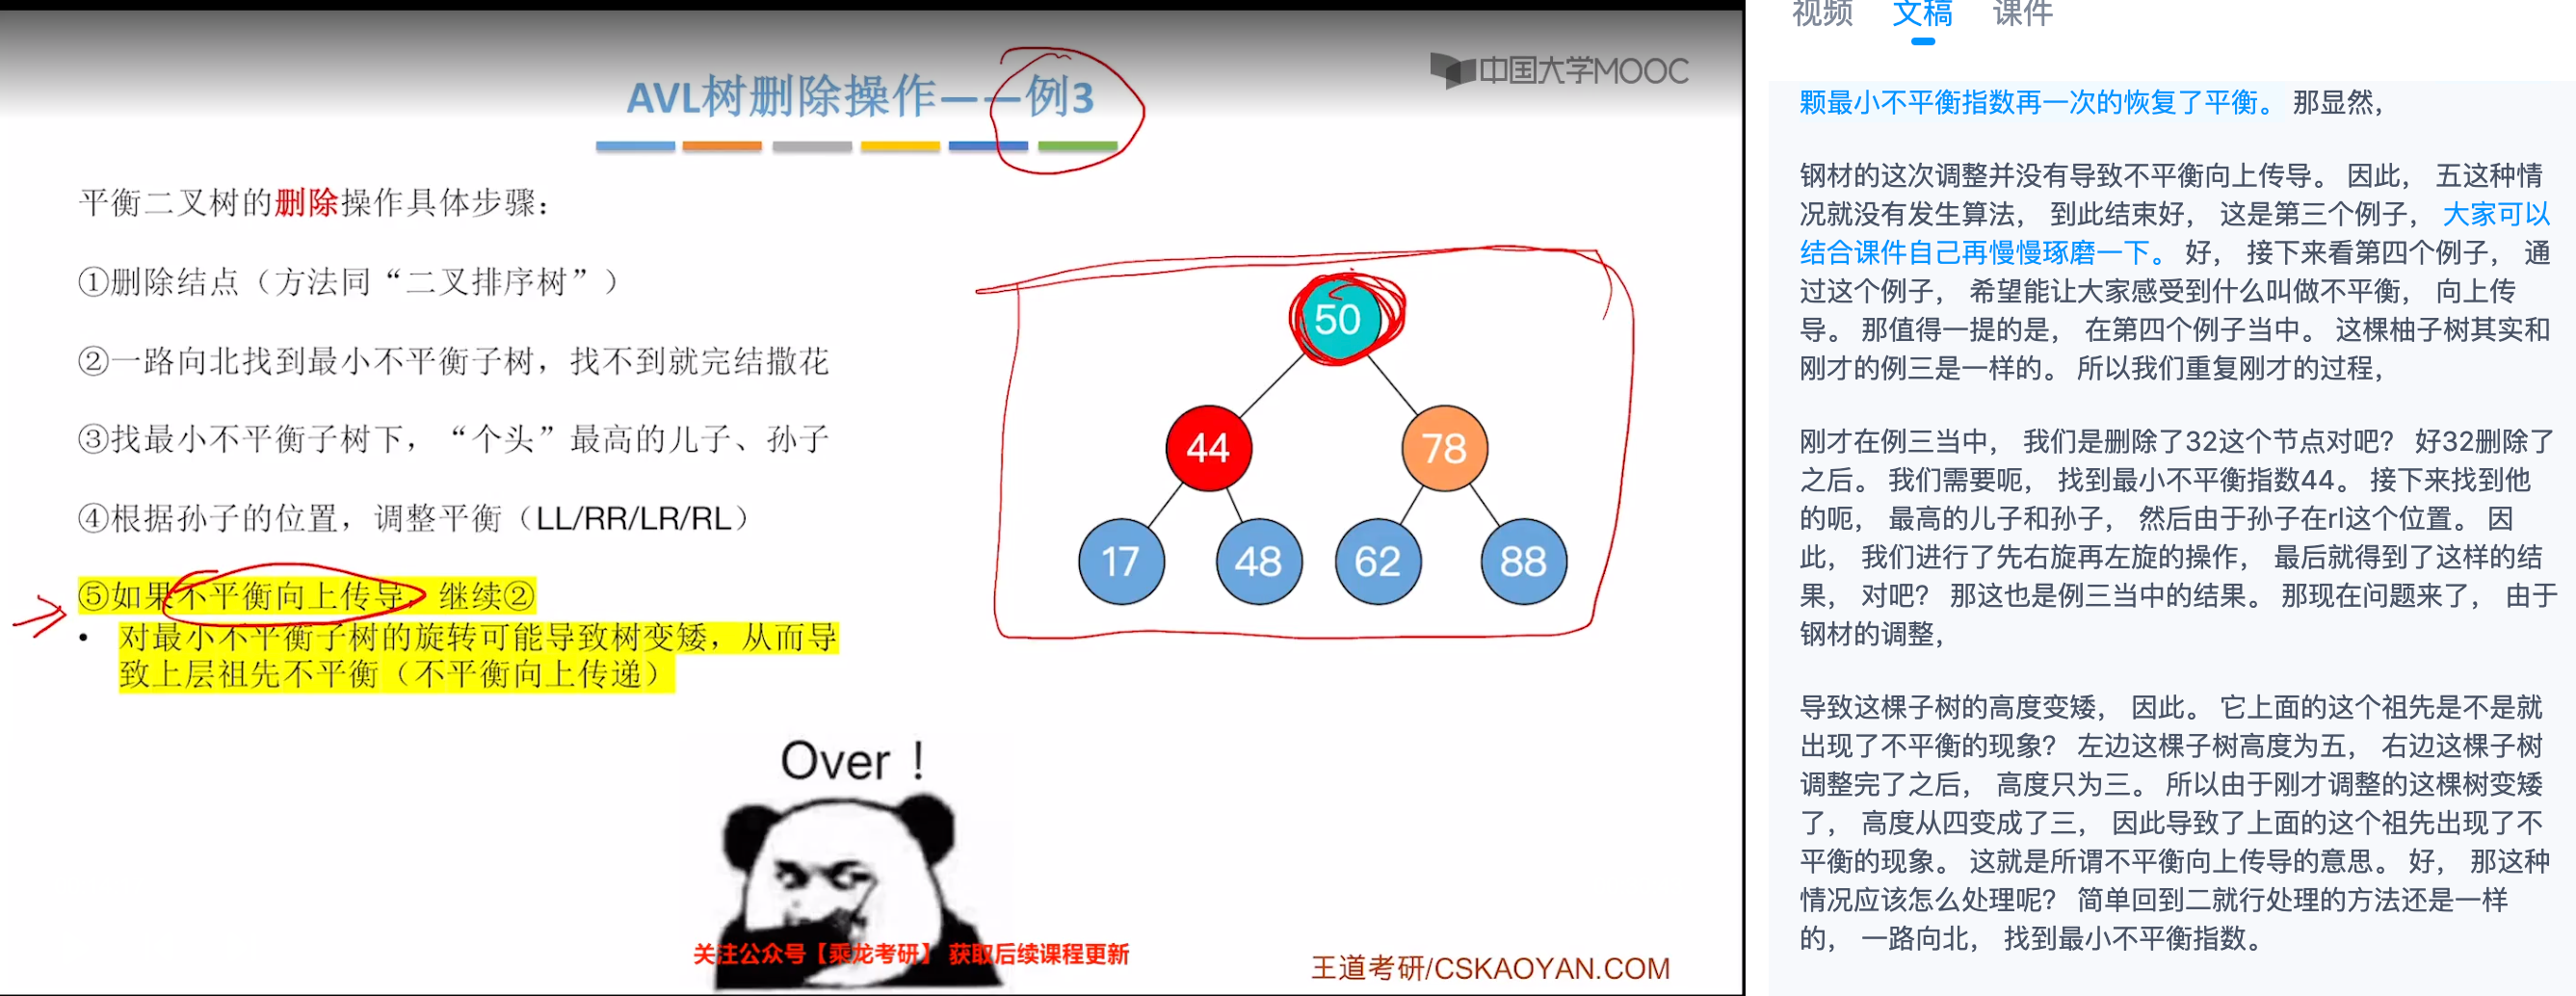 中国大学MOOC
AVL树删除操作——例3
平衡二叉树的删除操作具体步骤：
①删除结点（方法同“二叉排序树”）
②一路向北找到最小不平衡子树，找不到就完结撒花
③找最小不平衡子树下，“个头”最高的儿子、孙子
④根据孙子的位置，调整平衡（LL/RR/LR/RL）
⑤如果不平衡向上传导，继续②
• 对最小不平衡子树的旋转可能导致树变矮，从而导
致上层祖先不平衡（不平衡向上传递）
50
44 78
17 48 62 88
Over！
关注公众号【乘龙考研】 获取后续课程更新
王道考研/CSKAOYAN.COM
视频 文稿 课件
颗最小不平衡指数再一次的恢复了平衡。 那显然，
钢材的这次调整并没有导致不平衡向上传导。 因此， 五这种情
况就没有发生算法， 到此结束好， 这是第三个例子， 大家可以
结合课件自己再慢慢琢磨一下。 好， 接下来看第四个例子， 通
过这个例子， 希望能让大家感受到什么叫做不平衡， 向上传
导。 那值得一提的是， 在第四个例子当中。 这棵柚子树其实和
刚才的例三是一样的。 所以我们重复刚才的过程，
刚才在例三当中， 我们是删除了32这个节点对吧？ 好32删除了
之后。 我们需要呃， 找到最小不平衡指数44。 接下来找到他
的呃， 最高的儿子和孙子， 然后由于孙子在rl这个位置。 因
此， 我们进行了先右旋再左旋的操作， 最后就得到了这样的结
果， 对吧？ 那这也是例三当中的结果。 那现在问题来了， 由于
钢材的调整，
导致这棵子树的高度变矮， 因此。 它上面的这个祖先是不是就
出现了不平衡的现象？ 左边这棵子树高度为五， 右边这棵子树
调整完了之后， 高度只为三。 所以由于刚才调整的这棵树变矮
了， 高度从四变成了三， 因此导致了上面的这个祖先出现了不
平衡的现象。 这就是所谓不平衡向上传导的意思。 好， 那这种
情况应该怎么处理呢？ 简单回到二就行处理的方法还是一样
的， 一路向北， 找到最小不平衡指数。